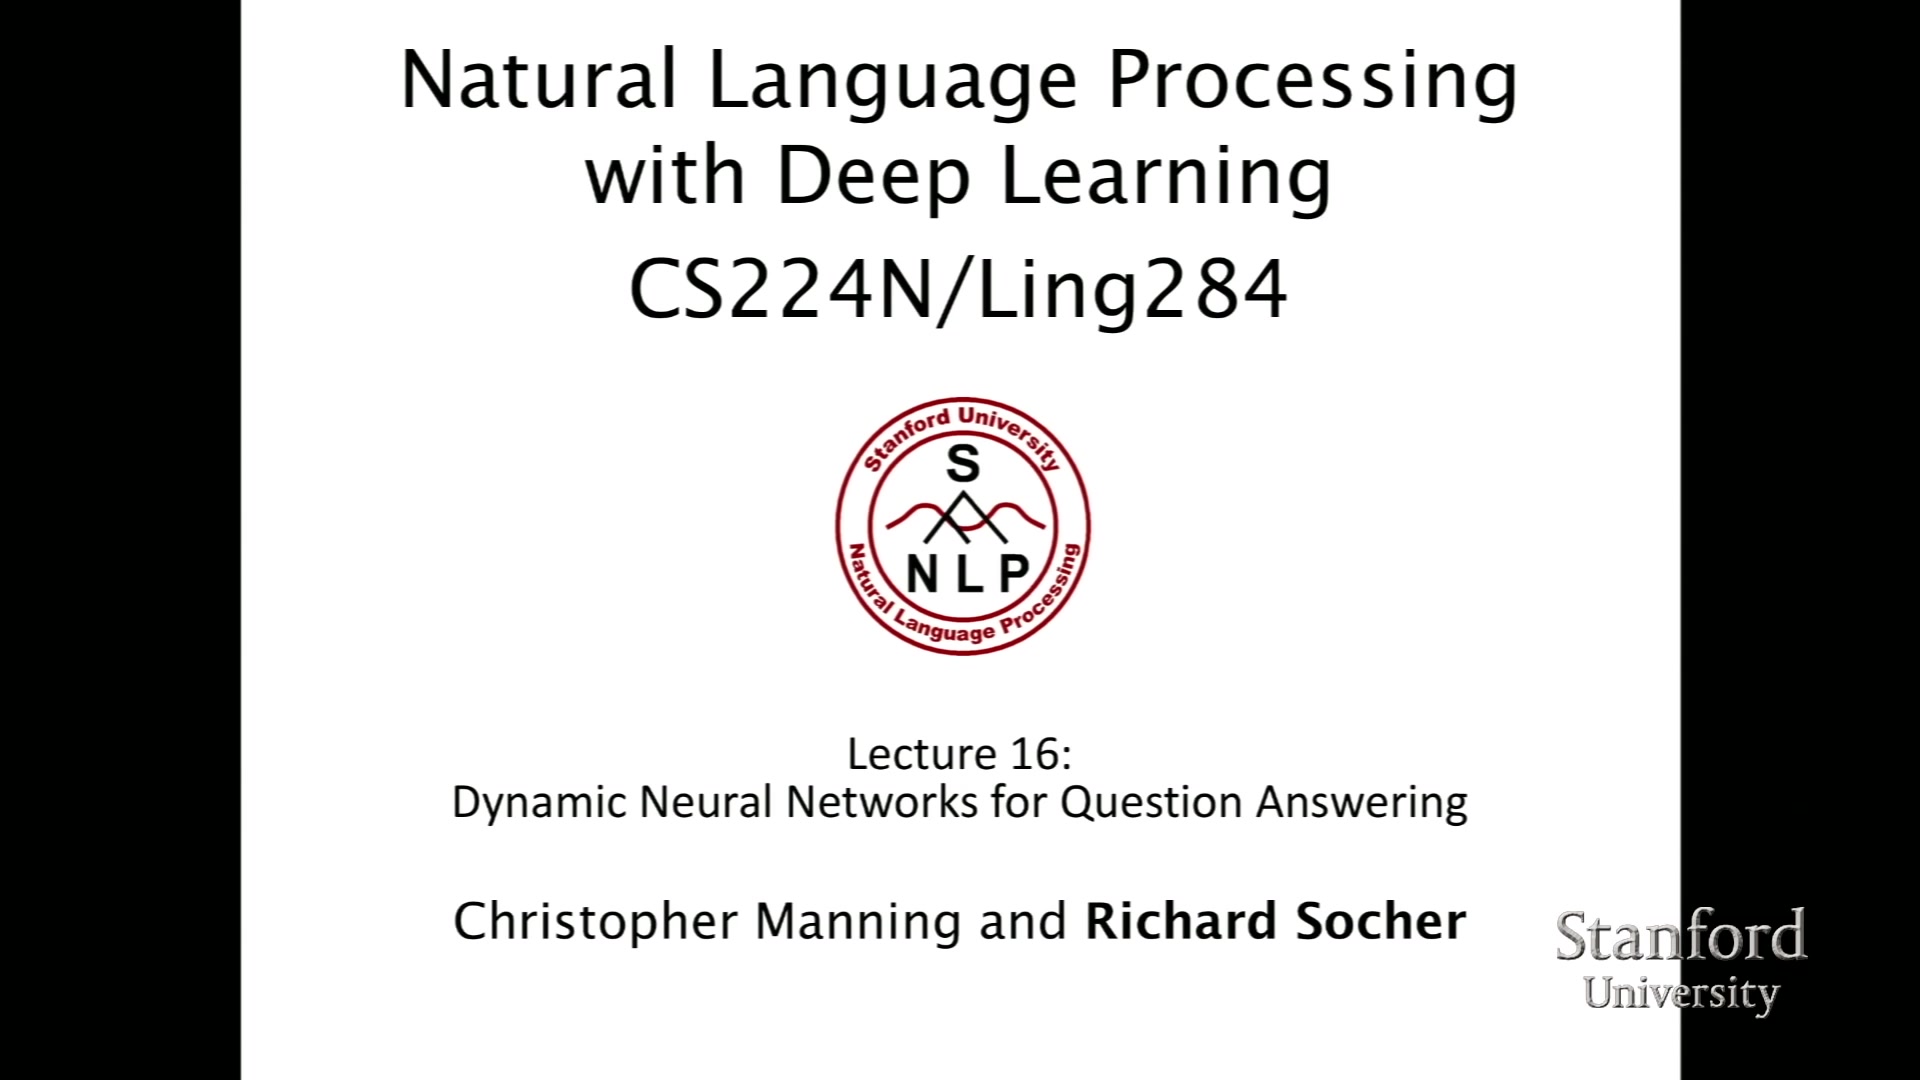 Natural Language Processing
with Deep Learning
CS224N/Ling284
Stanford University
S
N L P
Natural Language Processing
Lecture 16:
Dynamic Neural Networks for Question Answering
Christopher Manning and Richard Socher
Stanford
University